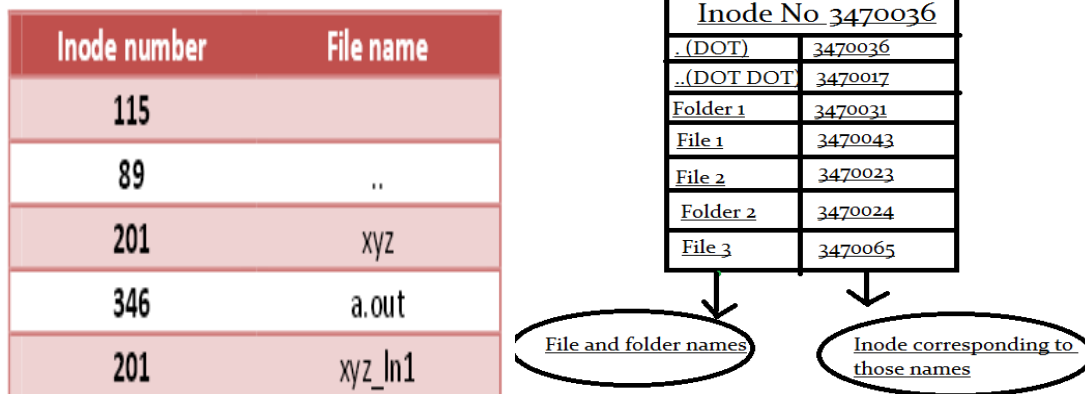 Inode number File name
115
89 ..
201 xyz
346 a.out
201 xyz_ln1
Inode No 3470036
. (DOT) 3470036
..(DOT DOT) 3470017
Folder 1 3470031
File 1 3470043
File 2 3470023
Folder 2 3470024
File 3 3470065
File and folder names
Inode corresponding to
those names